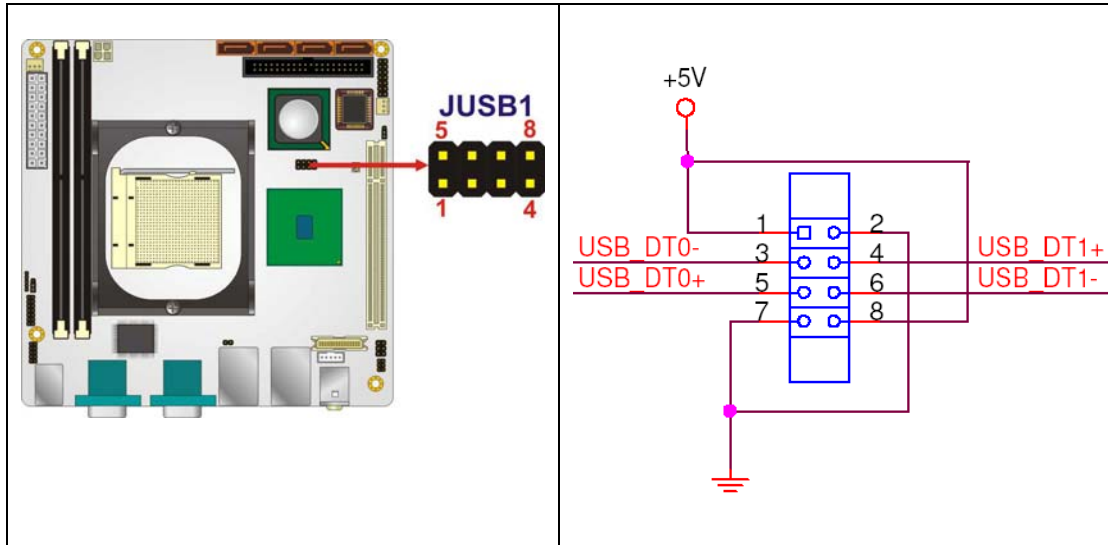 JUSB1
5 8
1 4
+5V
1 2
USB_DT0- 3 4 USB_DT1+
USB_DT0+ 5 6 USB_DT1-
7 8